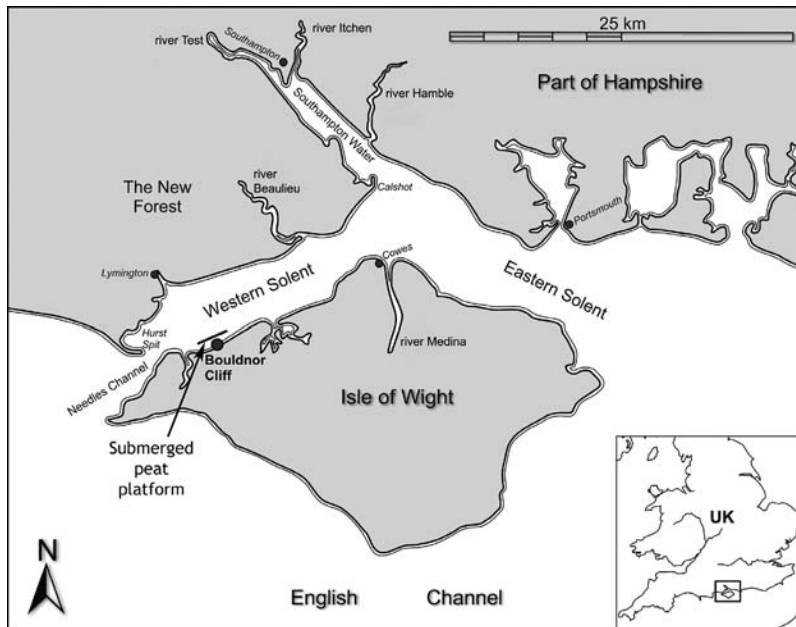 river Itchen
25 km
river Test
Southampton
Part of Hampshire
river Hamble
Southampton Water
river
Beaulieu
The New
Forest
Calshot
Portsmouth
Lymington
Cowes
Western Solent
Eastern Solent
Hurst
Spit
river Medina
Bouldnor
Cliff
Needles Channel
Isle of Wight
Submerged
peat
platform
UK
N
English Channel